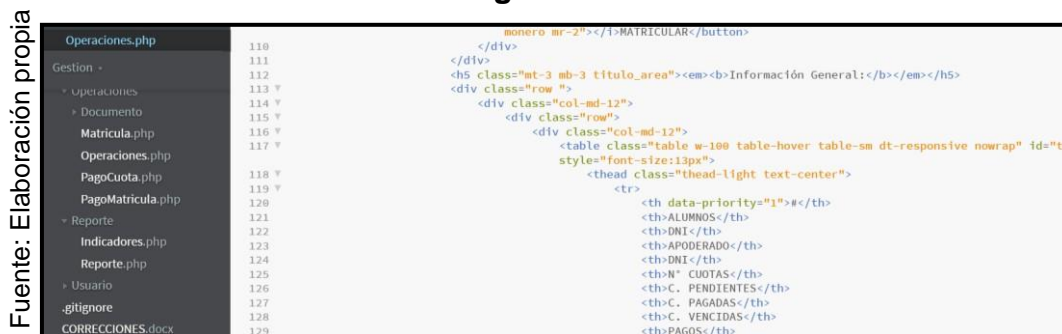 Fuente: Elaboración propia
Operaciones.php
Gestion
Operaciones
Documento
Matricula.php
Operaciones.php
PagoCuota.php
PagoMatricula.php
Reporte
Indicadores.php
Reporte.php
Usuario
.gitignore
CORRECCIONES.docx
monero mr-2"></i>MATRICULAR</button>
110 </div>
111 </div>
112 <h5 class="mt-3 mb-3 titulo_area"><em><b>Información General:</b></em></h5>
113 <div class="row ">
114 <div class="col-md-12">
115 <div class="row">
116 <div class="col-md-12">
117 <table class="table w-100 table-hover table-sm dt-responsive nowrap" id="t
style="font-size:13px">
118 <thead class="thead-light text-center">
119 <tr>
120 <th data-priority="1">#</th>
121 <th>ALUMNOS</th>
122 <th>DNI</th>
123 <th>APODERADO</th>
124 <th>DNI</th>
125 <th>N° CUOTAS</th>
126 <th>C. PENDIENTES</th>
127 <th>C. PAGADAS</th>
128 <th>C. VENCIDAS</th>
129 <th>PAGOS</th>